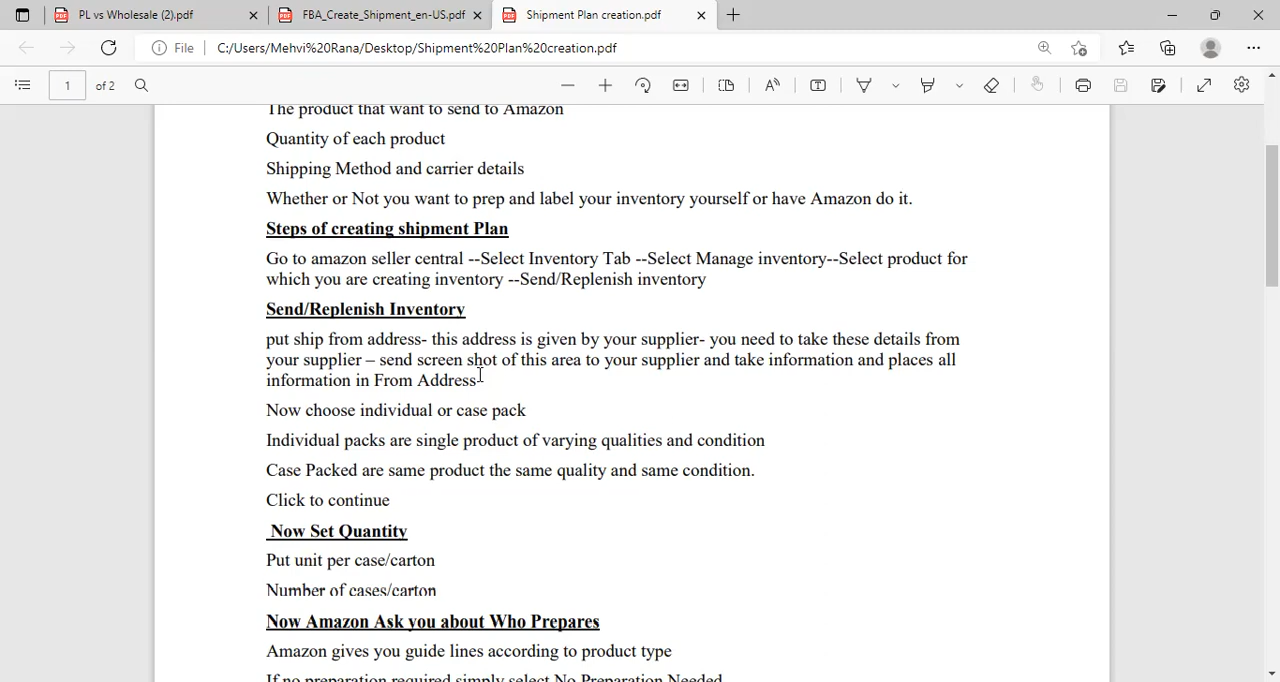 PL vs Wholesale (2).pdf
FBA_Create_Shipment_en-US.pdf
Shipment Plan creation.pdf
File
C:/Users/Mehvi%20Rana/Desktop/Shipment%20Plan%20creation.pdf
1 of 2
The product that want to send to Amazon
Quantity of each product
Shipping Method and carrier details
Whether or Not you want to prep and label your inventory yourself or have Amazon do it.
Steps of creating shipment Plan
Go to amazon seller central --Select Inventory Tab --Select Manage inventory--Select product for
which you are creating inventory --Send/Replenish inventory
Send/Replenish Inventory
put ship from address- this address is given by your supplier- you need to take these details from
your supplier – send screen shot of this area to your supplier and take information and places all
information in From Address
Now choose individual or case pack
Individual packs are single product of varying qualities and condition
Case Packed are same product the same quality and same condition.
Click to continue
Now Set Quantity
Put unit per case/carton
Number of cases/carton
Now Amazon Ask you about Who Prepares
Amazon gives you guide lines according to product type
If no preparation required simply select No Preparation Needed